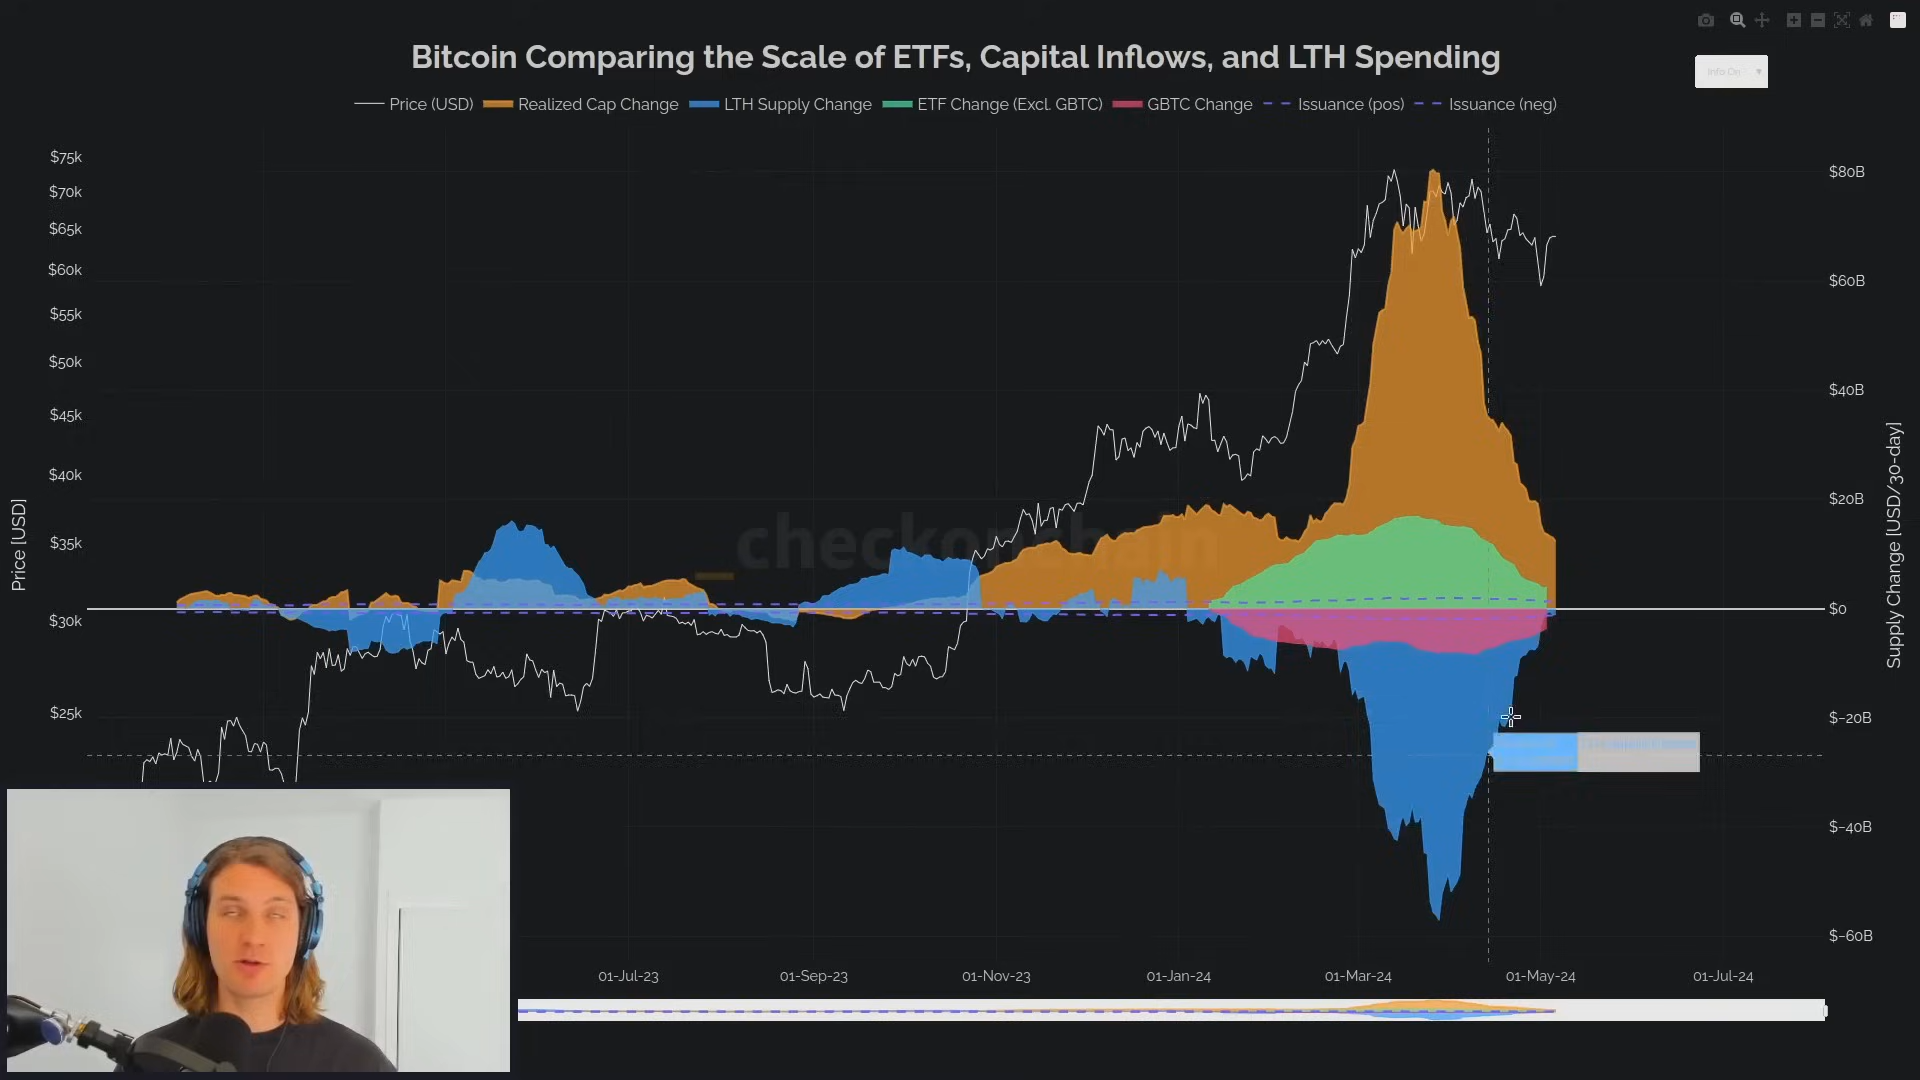 Bitcoin Comparing the Scale of ETFs, Capital Inflows, and LTH Spending
Info On
Price (USD) Realized Cap Change LTH Supply Change ETF Change (Excl. GBTC) GBTC Change Issuance (pos) Issuance (neg)
$75k
$70k
$65k
$60k
$55k
$50k
$45k
$40k
$35k
$30k
$25k
Price [USD]
_checkonchain
$80B
$60B
$40B
$20B
$0
$−20B
$−40B
$−60B
Supply Change [USD/30-day]
01-Jul-23
01-Sep-23
01-Nov-23
01-Jan-24
01-Mar-24
01-May-24
01-Jul-24